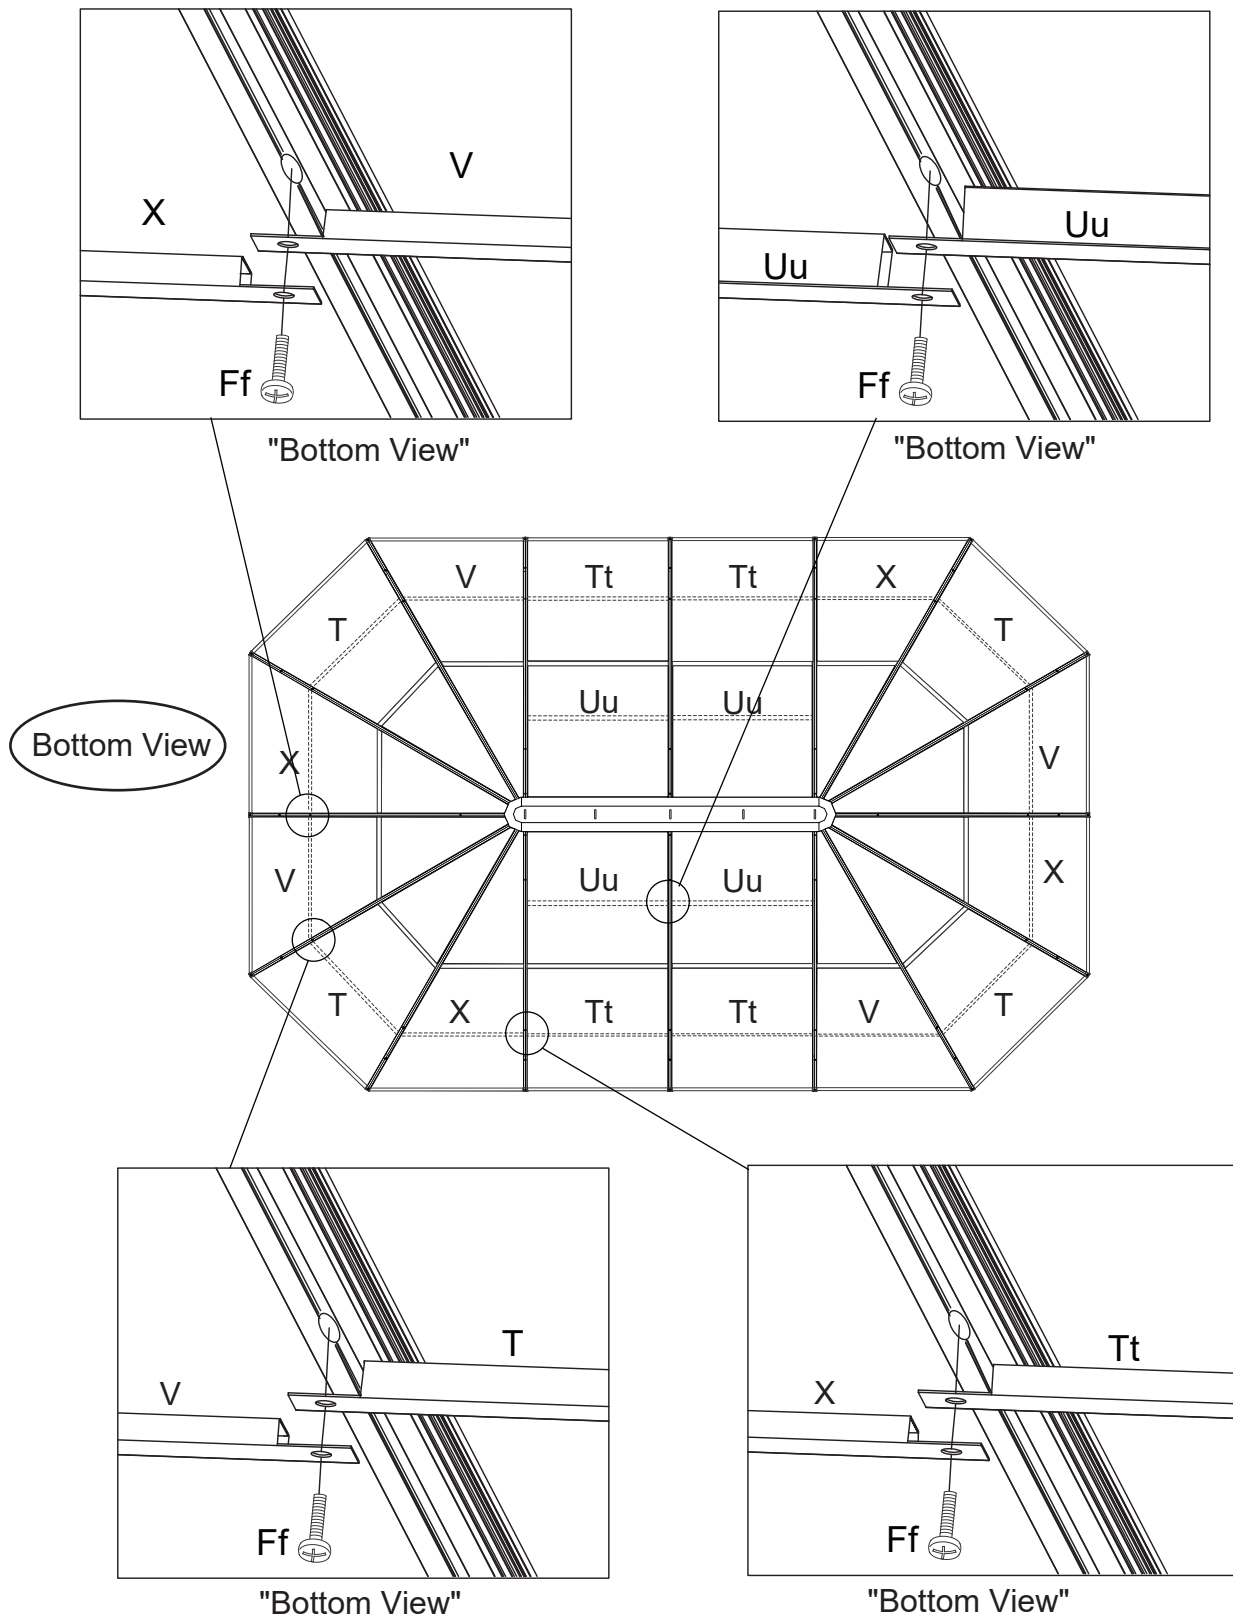 V
X
Ff
"Bottom View"
Uu
Uu
Ff
"Bottom View"
V Tt Tt X
T T
Uu Uu
Bottom View
X V
V Uu Uu X
T X Tt Tt V T
T
V
Ff
"Bottom View"
Tt
X
Ff
"Bottom View"